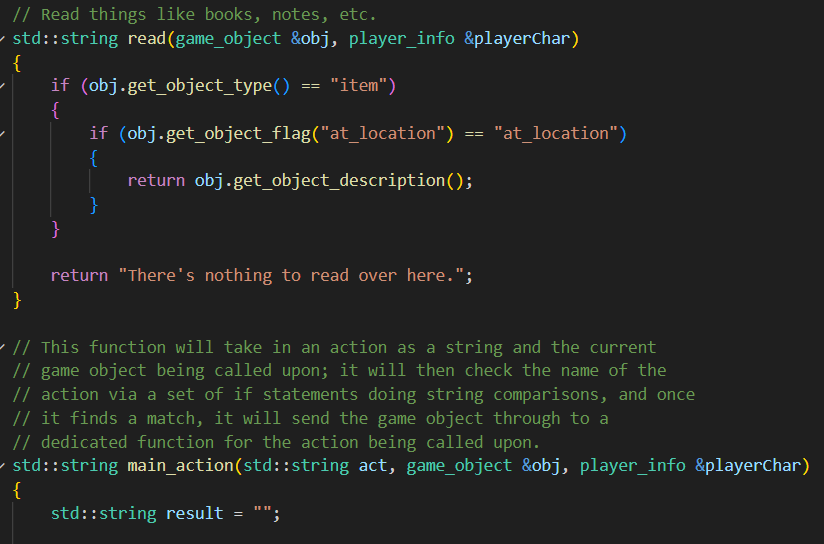 // Read things like books, notes, etc.
std::string read(game_object &obj, player_info &playerChar)
{
    if (obj.get_object_type() == "item")
    {
        if (obj.get_object_flag("at_location") == "at_location")
        {
            return obj.get_object_description();
        }
    }

    return "There's nothing to read over here.";
}

// This function will take in an action as a string and the current
// game object being called upon; it will then check the name of the
// action via a set of if statements doing string comparisons, and once
// it finds a match, it will send the game object through to a
// dedicated function for the action being called upon.
std::string main_action(std::string act, game_object &obj, player_info &playerChar)
{
    std::string result = "";